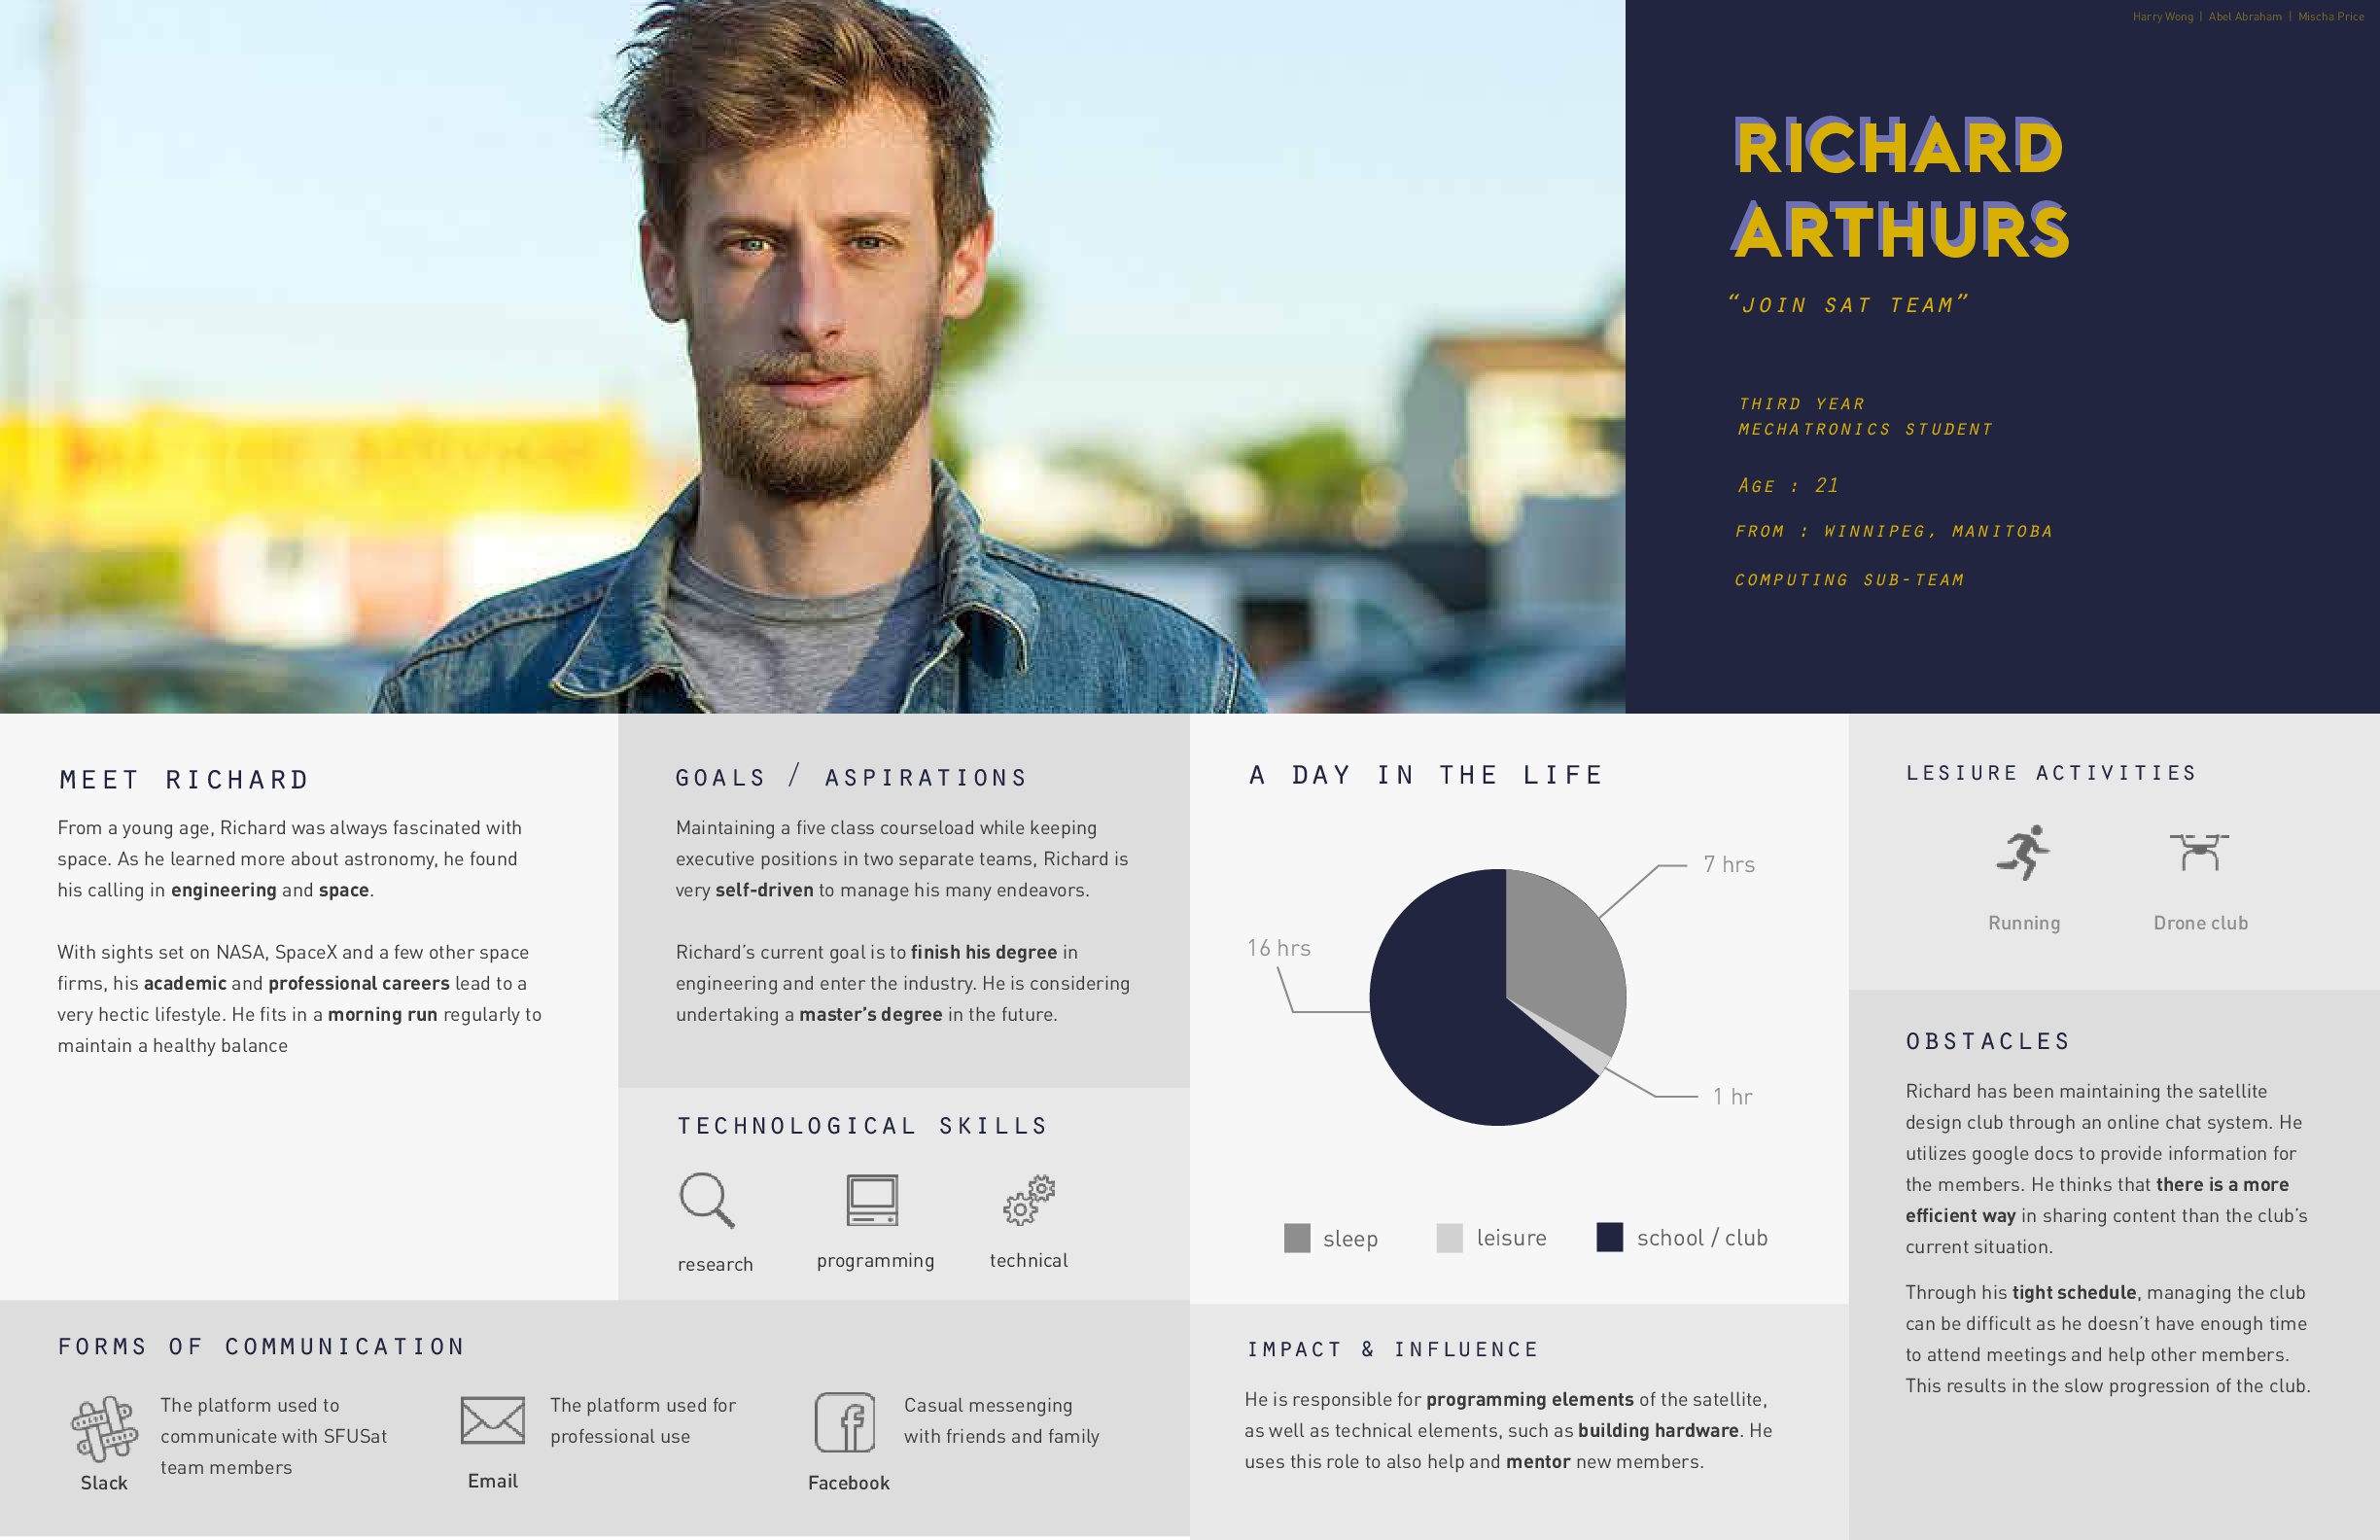 Harry Wong | Abel Abraham | Mischa Price
RICHARD
ARTHURS
“JOIN SAT TEAM”
THIRD YEAR
MECHATRONICS STUDENT
AGE : 21
FROM : WINNIPEG, MANITOBA
COMPUTING SUB-TEAM
MEET RICHARD
From a young age, Richard was always fascinated with
space. As he learned more about astronomy, he found
his calling in engineering and space.
With sights set on NASA, SpaceX and a few other space
firms, his academic and professional careers lead to a
very hectic lifestyle. He fits in a morning run regularly to
maintain a healthy balance
GOALS / ASPIRATIONS
Maintaining a five class courseload while keeping
executive positions in two separate teams, Richard is
very self-driven to manage his many endeavors.
Richard’s current goal is to finish his degree in
engineering and enter the industry. He is considering
undertaking a master’s degree in the future.
TECHNOLOGICAL SKILLS
research
programming
technical
FORMS OF COMMUNICATION
The platform used to
communicate with SFUSat
team members
Slack
The platform used for
professional use
Email
Casual messenging
with friends and family
Facebook
A DAY IN THE LIFE
7 hrs
16 hrs
1 hr
sleep
leisure
school / club
IMPACT & INFLUENCE
He is responsible for programming elements of the satellite,
as well as technical elements, such as building hardware. He
uses this role to also help and mentor new members.
LESIURE ACTIVITIES
Running
Drone club
OBSTACLES
Richard has been maintaining the satellite
design club through an online chat system. He
utilizes google docs to provide information for
the members. He thinks that there is a more
efficient way in sharing content than the club’s
current situation.
Through his tight schedule, managing the club
can be difficult as he doesn’t have enough time
to attend meetings and help other members.
This results in the slow progression of the club.